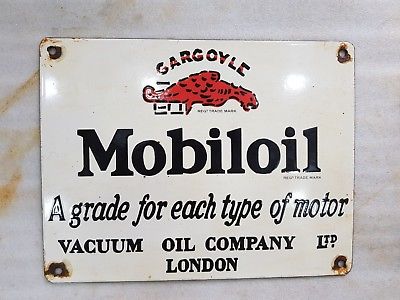 GARGOYLE
REGD TRADE MARK
Mobiloil
REGD TRADE MARK
A grade for each type of motor
VACUUM OIL COMPANY LTD
LONDON